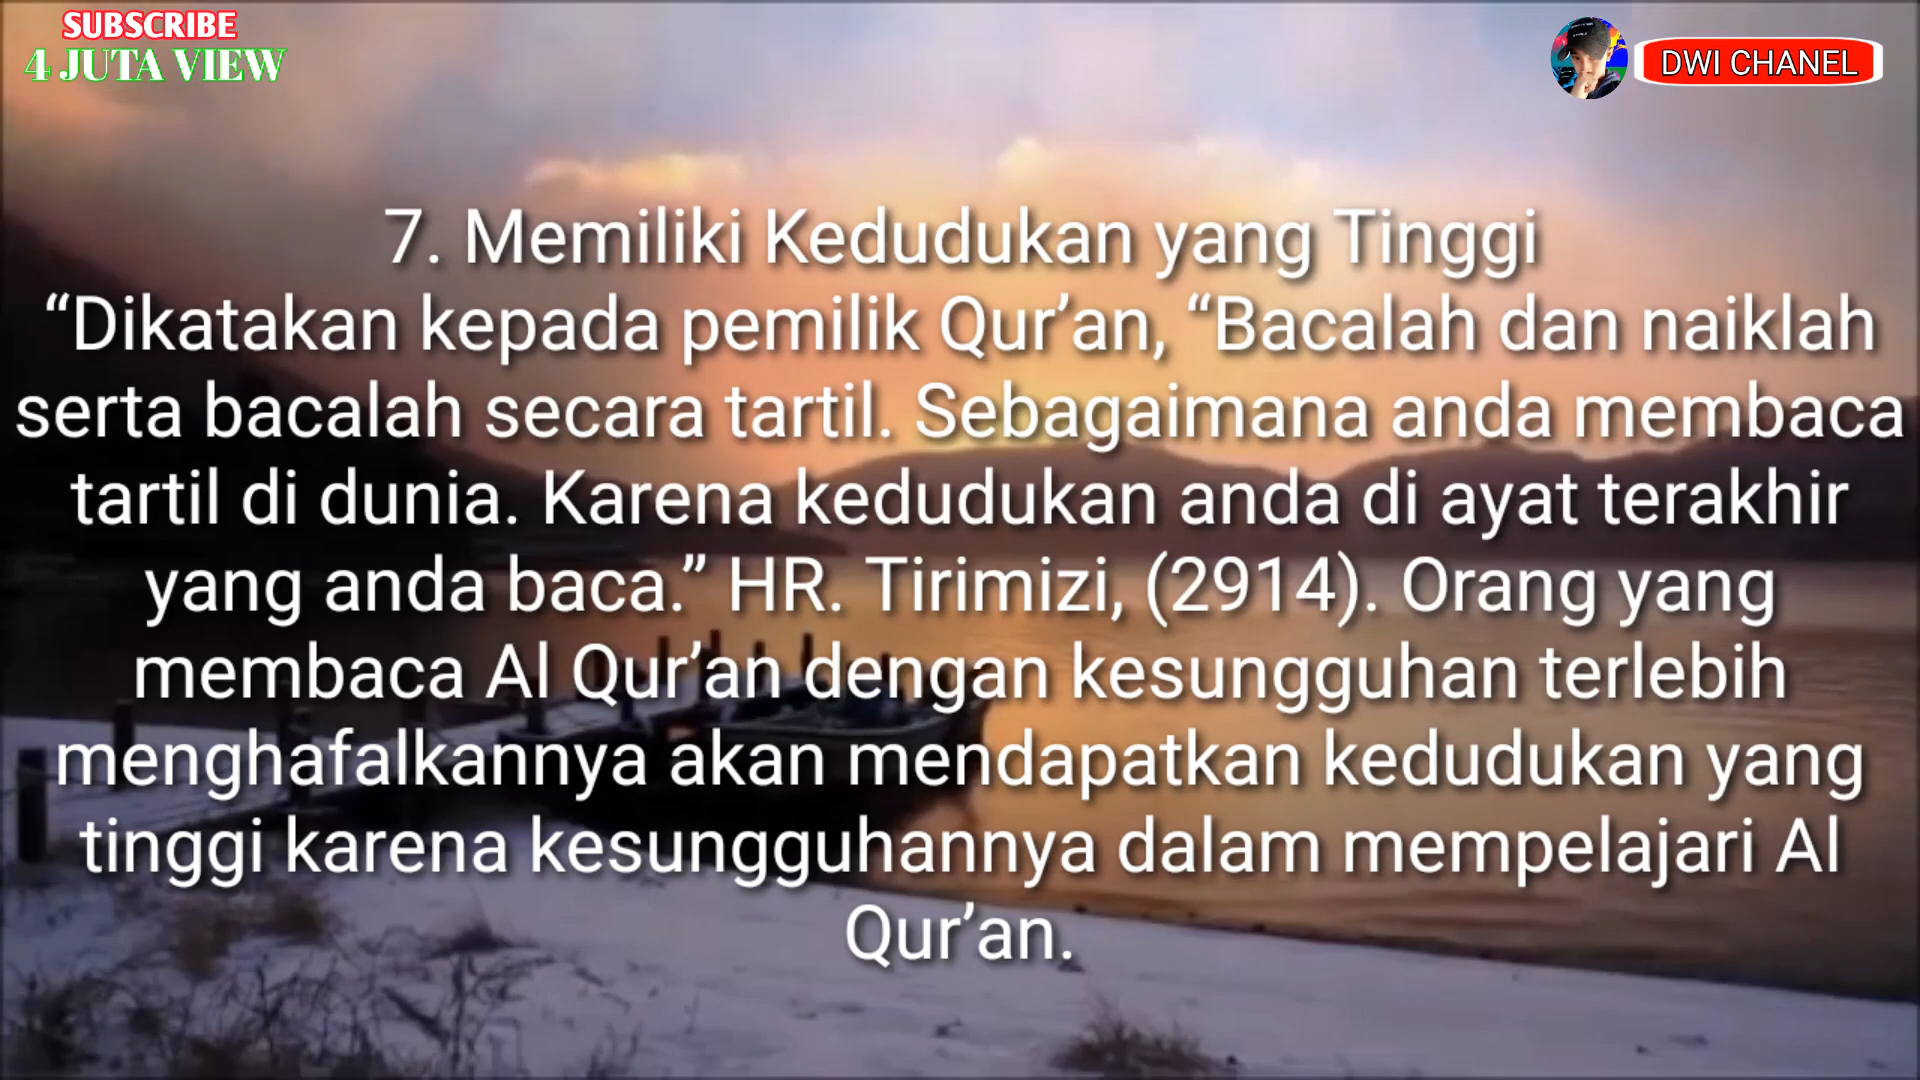 SUBSCRIBE
4 JUTA VIEW
DWI CHANEL
7. Memiliki Kedudukan yang Tinggi
“Dikatakan kepada pemilik Qur’an, “Bacalah dan naiklah
serta bacalah secara tartil. Sebagaimana anda membaca
tartil di dunia. Karena kedudukan anda di ayat terakhir
yang anda baca.” HR. Tirimizi, (2914). Orang yang
membaca Al Qur’an dengan kesungguhan terlebih
menghafalkannya akan mendapatkan kedudukan yang
tinggi karena kesungguhannya dalam mempelajari Al
Qur’an.